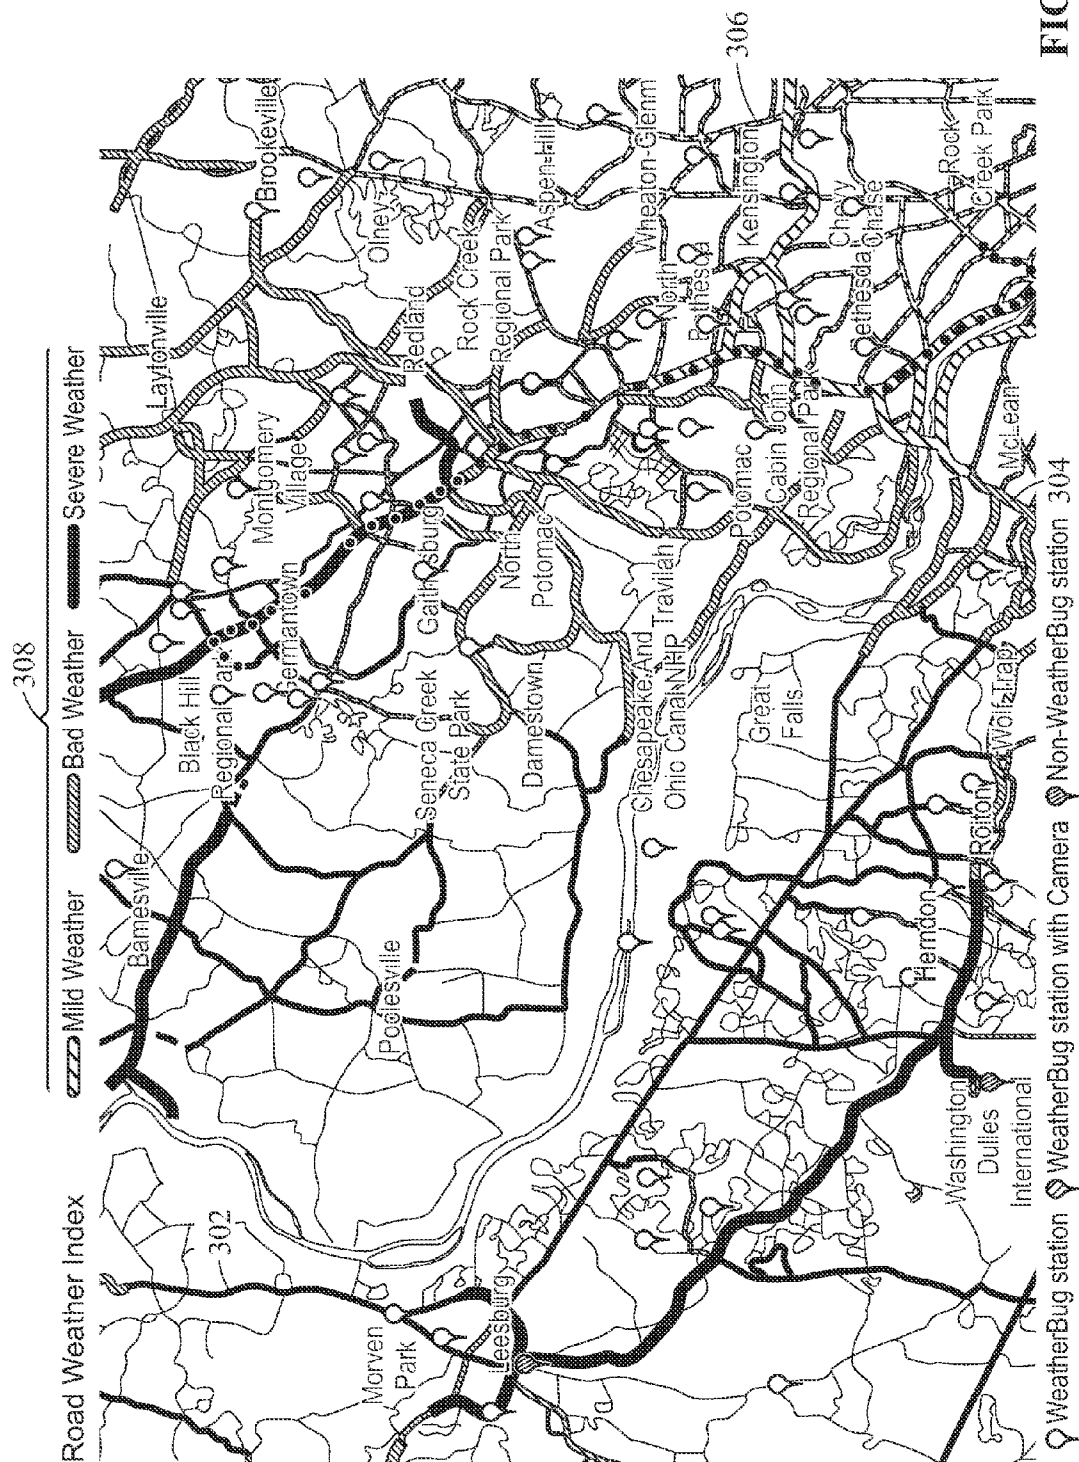 308
Road Weather Index
Mild Weather
Bad Weather
Severe Weather
302
Barnesville
Laytonville
Brookeville
Black Hill
Regional Park
Montgomery
Village
Germantown
Olney
Morven
Park
Poolesville
Seneca Creek
State Park
Gaithersburg
Redland
Rock Creek
Regional Park
Aspen Hill
Leesburg
Darnestown
North
Potomac
Chesapeake And
Ohio Canal NHP
Travilah
Wheaton-Glenn
North
Bethesda
Kensington
306
Great
Falls
Potomac
Cabin John
Regional Park
Bethesda
Chevy
Chase
Herndon
Washington
Dulles
International
Wolf Trap
McLean
Rock
Creek Park
WeatherBug station
WeatherBug station with Camera
Non-WeatherBug station
304
FIG